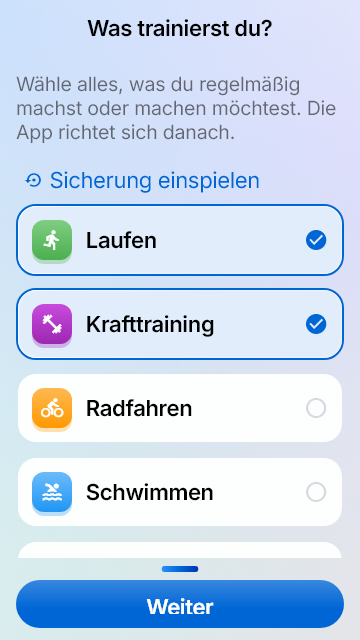 Was trainierst du?
Wähle alles, was du regelmäßig
machst oder machen möchtest. Die
App richtet sich danach.
Sicherung einspielen
Laufen
Krafttraining
Radfahren
Schwimmen
Weiter